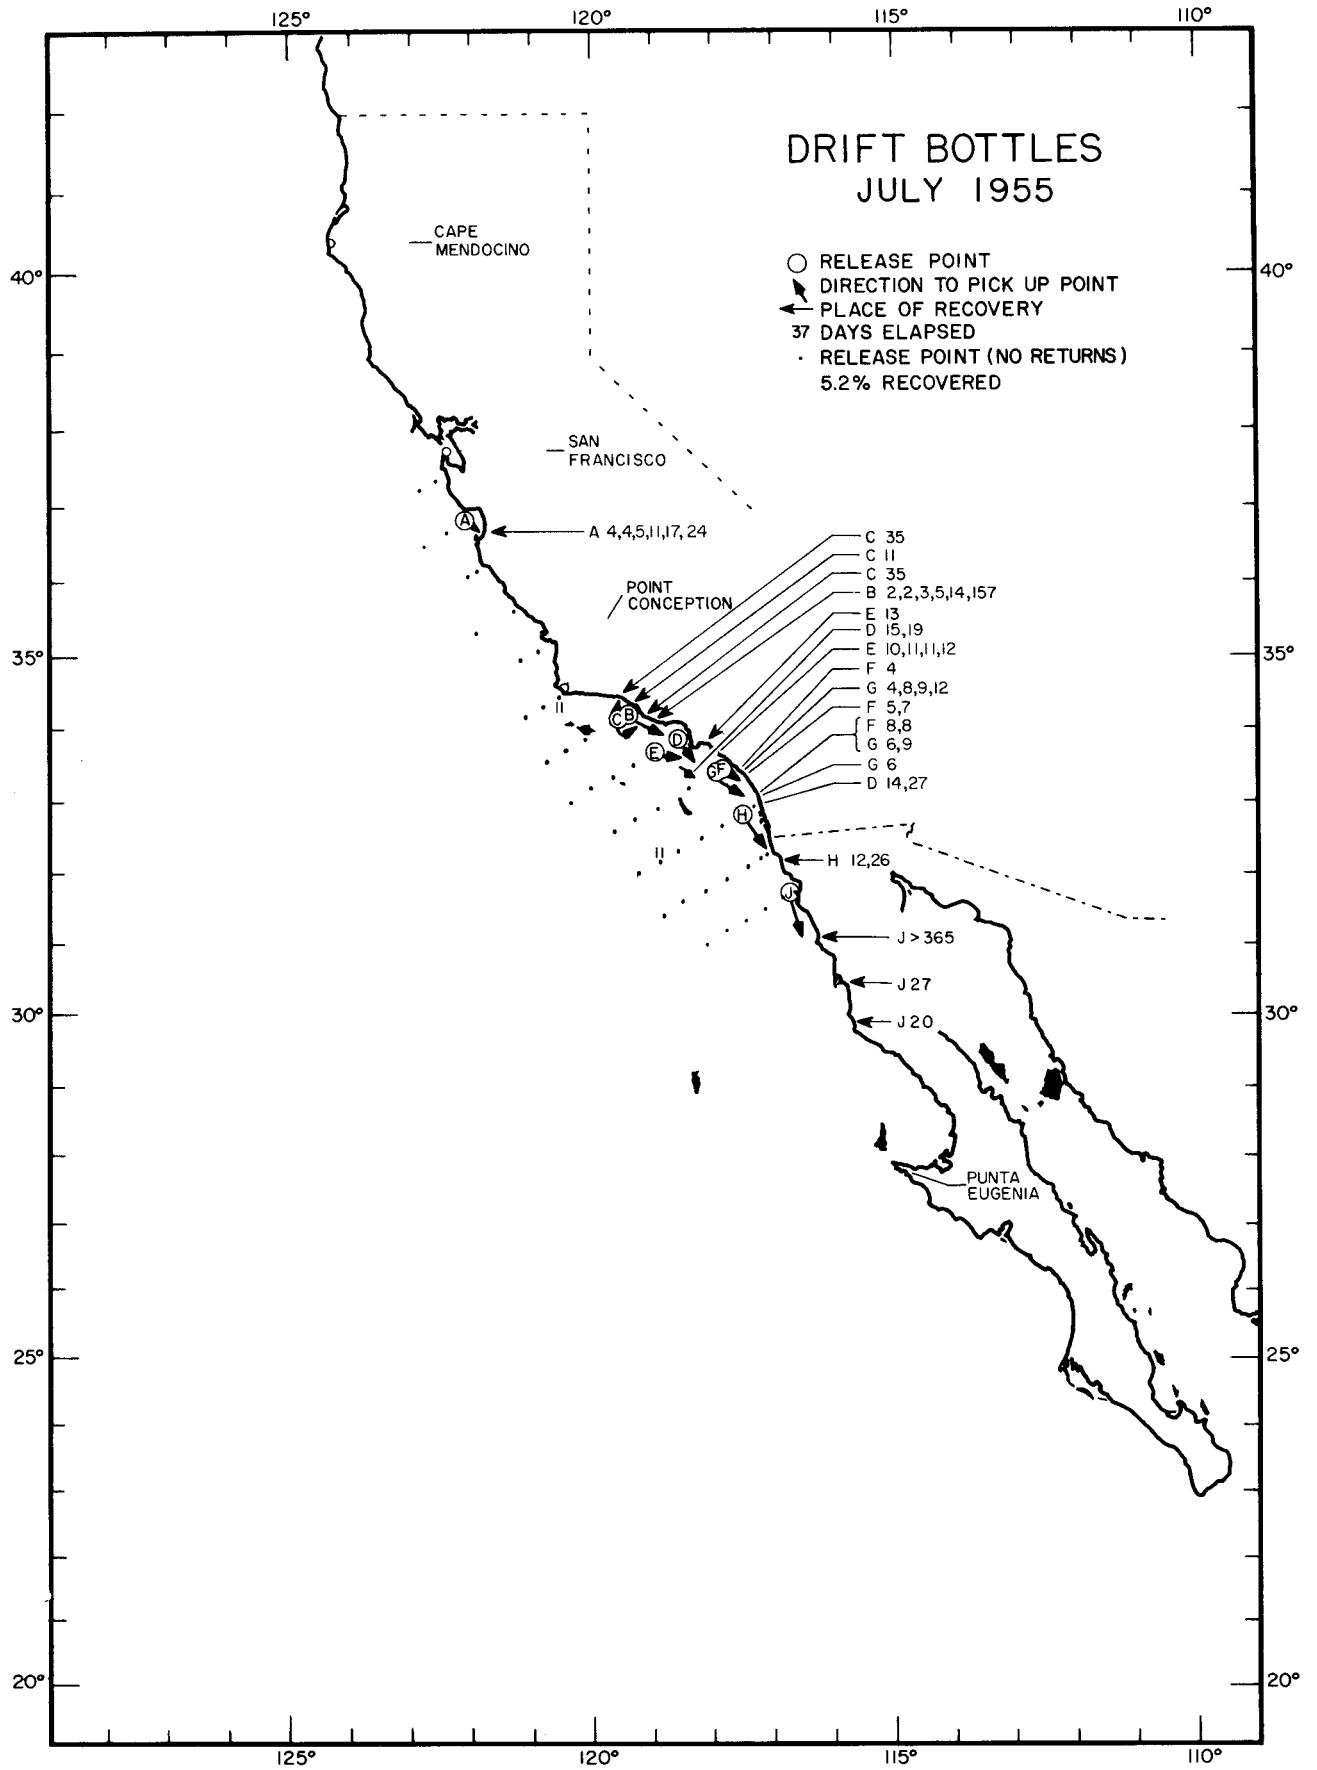 125° 120° 115° 110°
DRIFT BOTTLES
JULY 1955
RELEASE POINT
DIRECTION TO PICK UP POINT
PLACE OF RECOVERY
37 DAYS ELAPSED
RELEASE POINT (NO RETURNS)
5.2% RECOVERED
CAPE
MENDOCINO
40° 40°
SAN
FRANCISCO
A
A 4,4,5,11,17,24
POINT
CONCEPTION
C 35
C 11
C 35
B 2,2,3,5,14,157
E 13
D 15,19
E 10,11,11,12
F 4
G 4,8,9,12
F 5,7
F 8,8
G 6,9
G 6
D 14,27
35° 35°
11
C B
D
E
G F
H
11
H 12,26
J
J > 365
J 27
J 20
30° 30°
PUNTA
EUGENIA
25° 25°
20° 20°
125° 120° 115° 110°